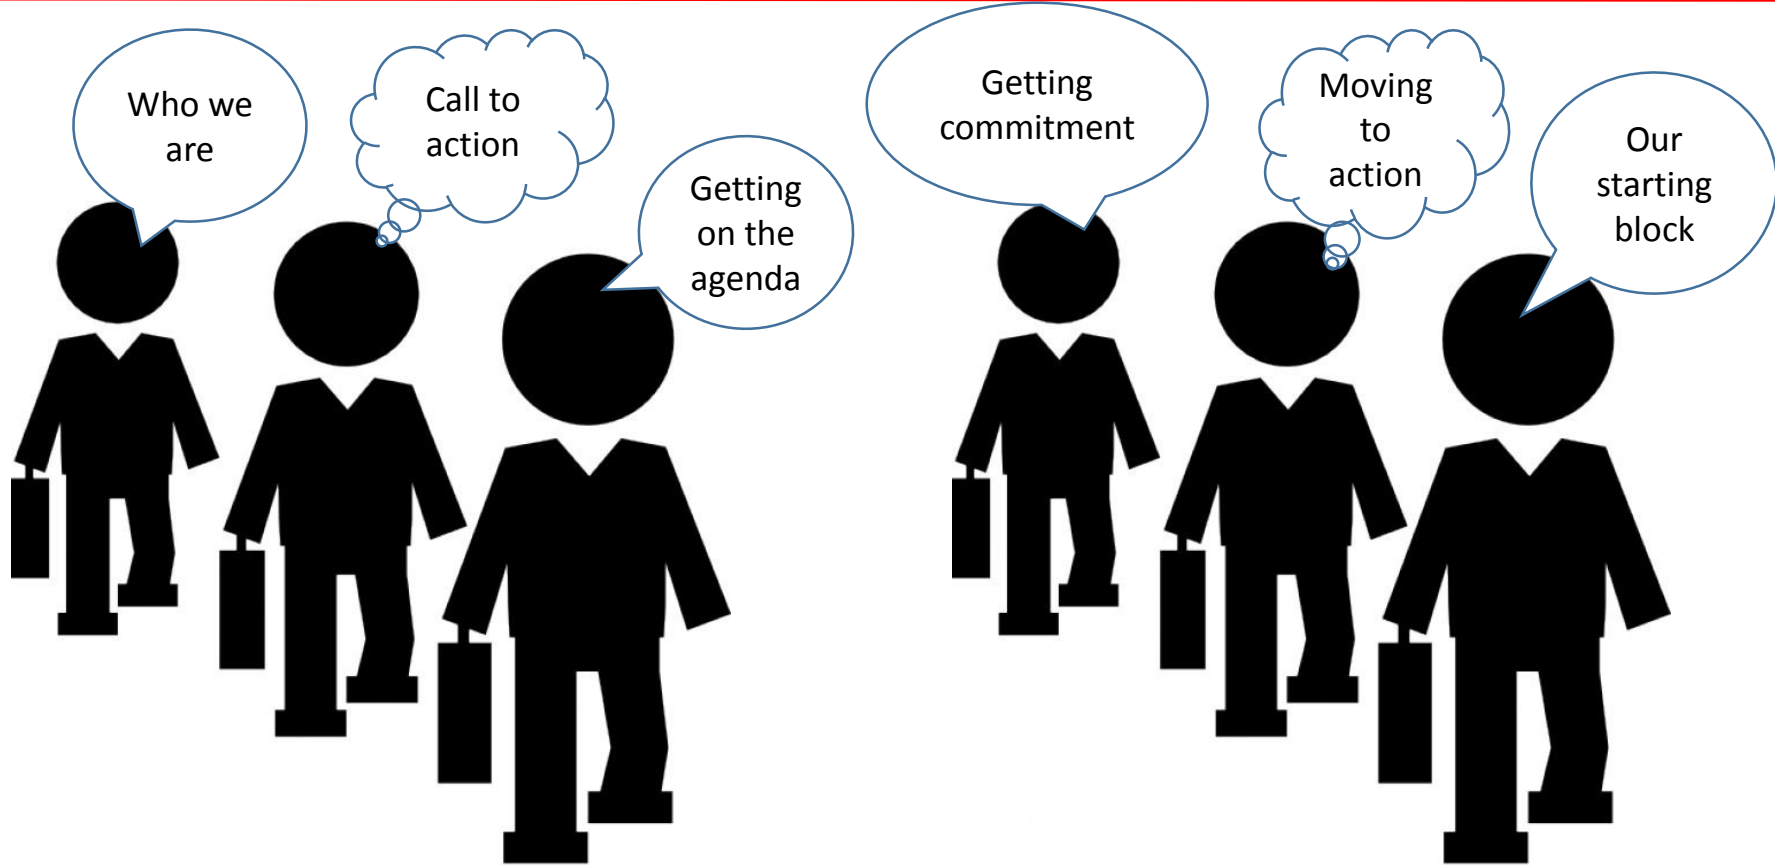 Who we
are
Call to
action
Getting
on the
agenda
Getting
commitment
Moving
to
action
Our
starting
block